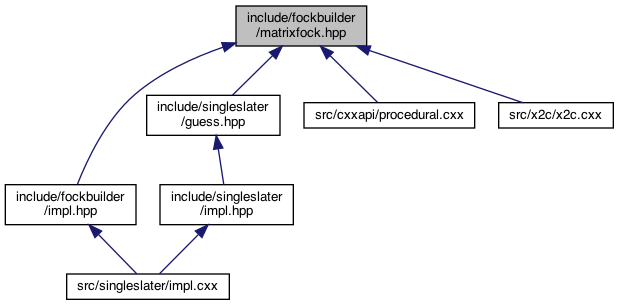 include/fockbuilder
/matrixfock.hpp
include/singleslater
/guess.hpp
src/cxxapi/procedural.cxx
src/x2c/x2c.cxx
include/fockbuilder
/impl.hpp
include/singleslater
/impl.hpp
src/singleslater/impl.cxx